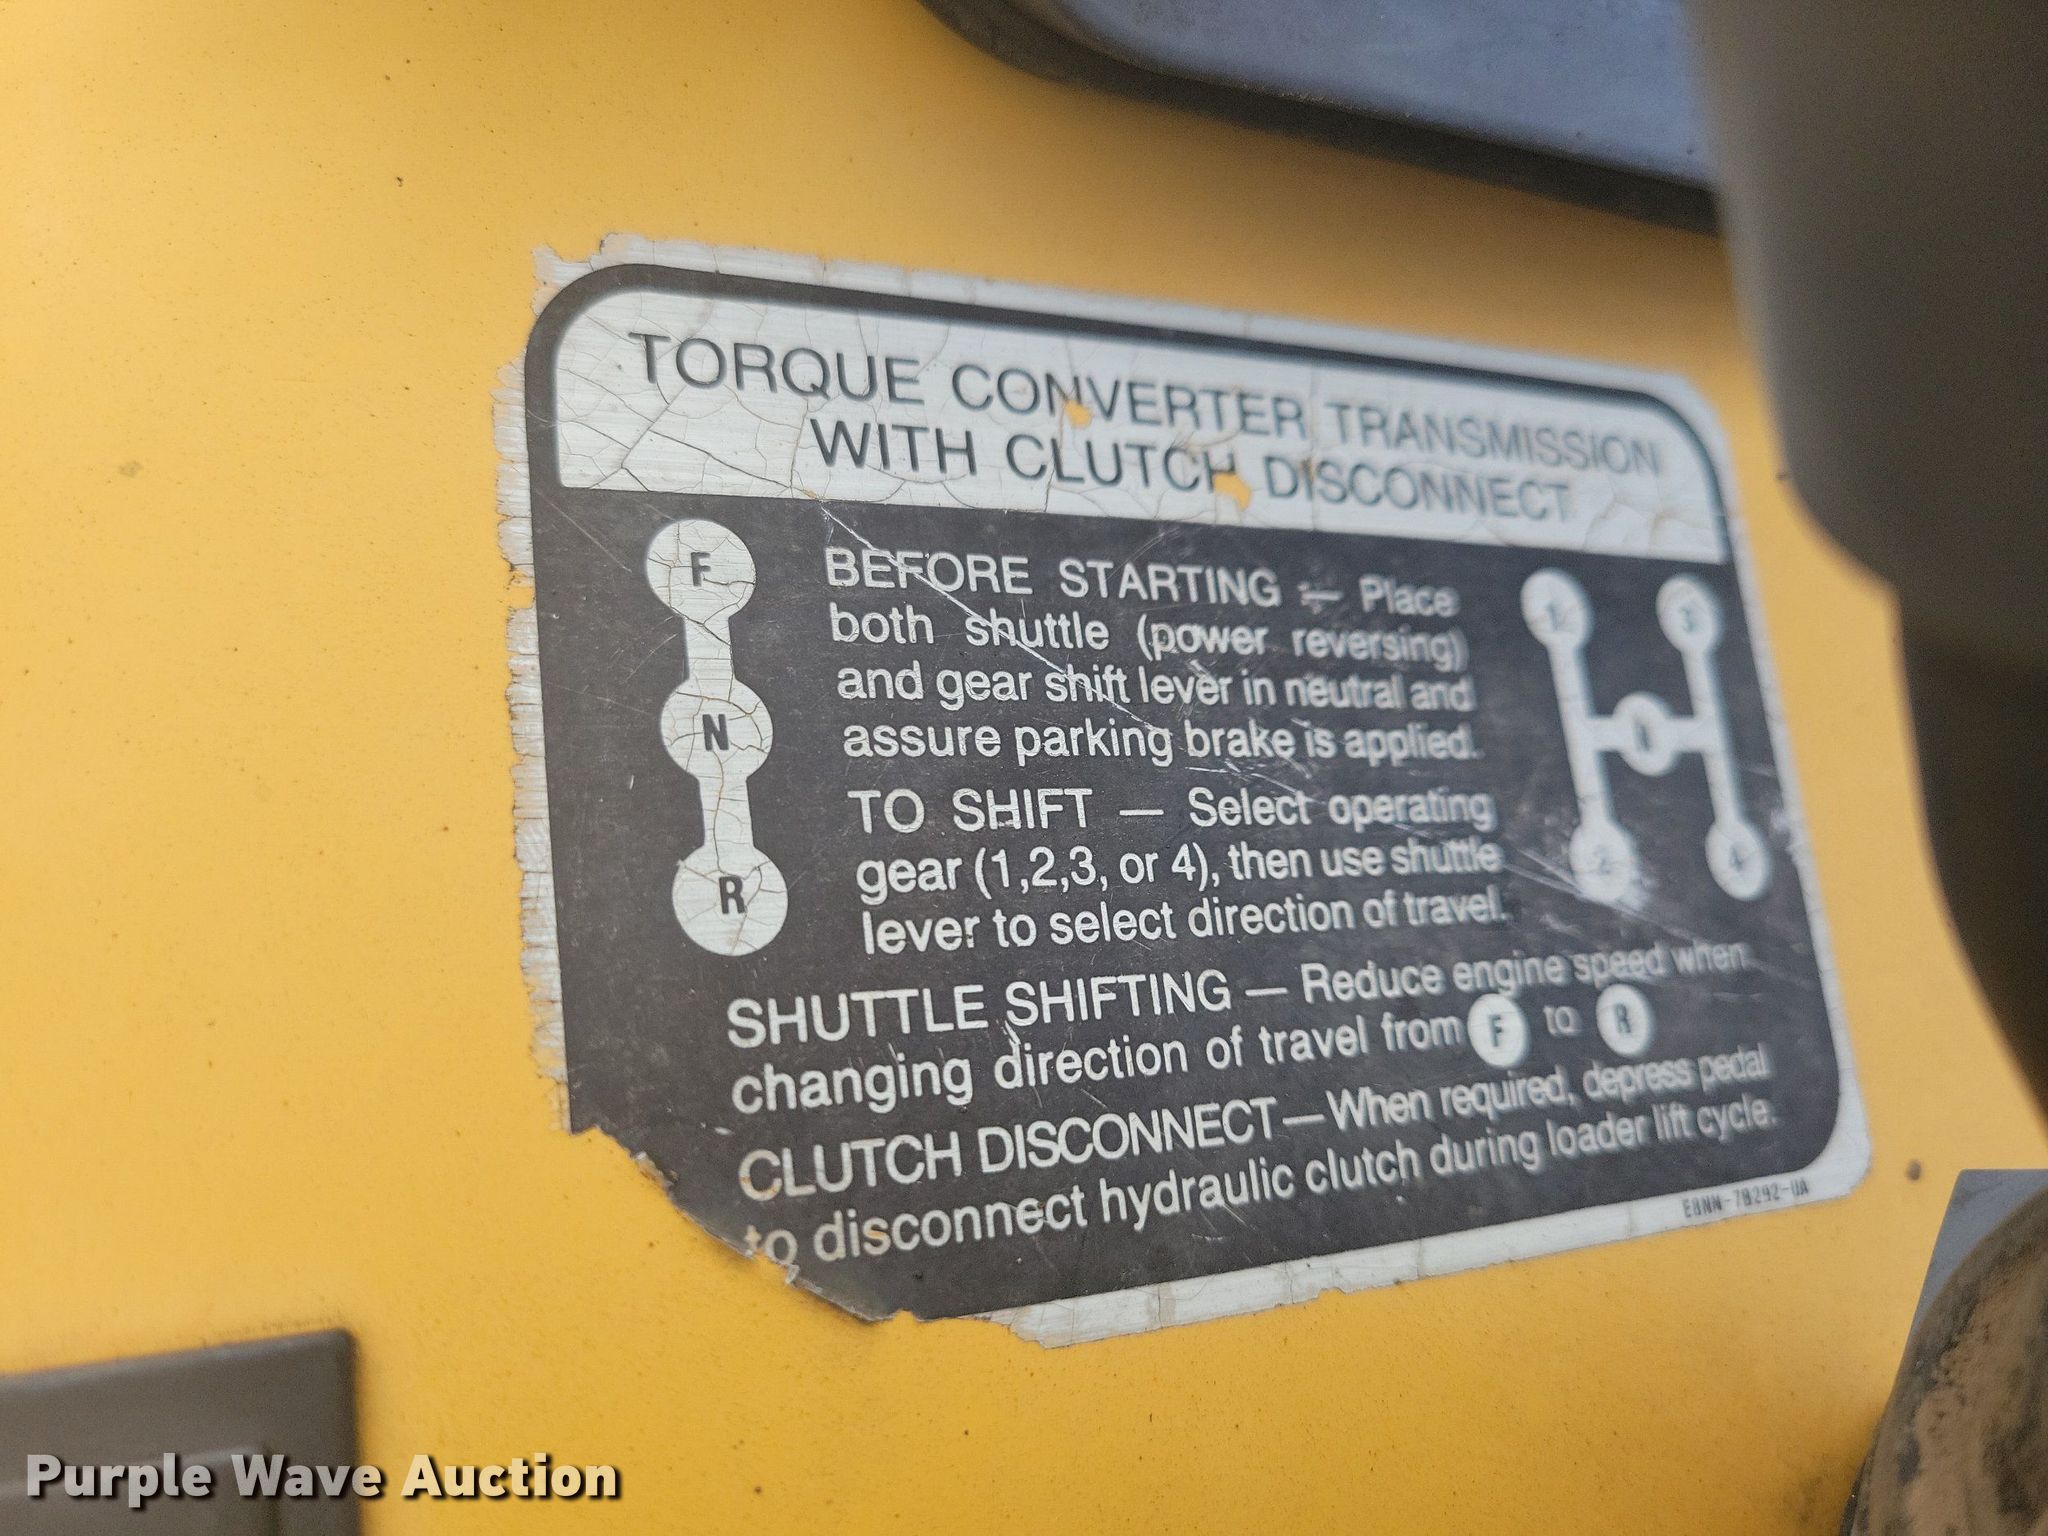 TORQUE CONVERTER TRANSMISSION
WITH CLUTCH DISCONNECT
F
N
R
BEFORE STARTING — Place
both shuttle (power reversing)
and gear shift lever in neutral and
assure parking brake is applied.
TO SHIFT — Select operating
gear (1,2,3, or 4), then use shuttle
lever to select direction of travel.
1 3
N
2 4
SHUTTLE SHIFTING — Reduce engine speed when
changing direction of travel from F to R
CLUTCH DISCONNECT—When required, depress pedal
to disconnect hydraulic clutch during loader lift cycle.
E8NN-7B292-UA
Purple Wave Auction